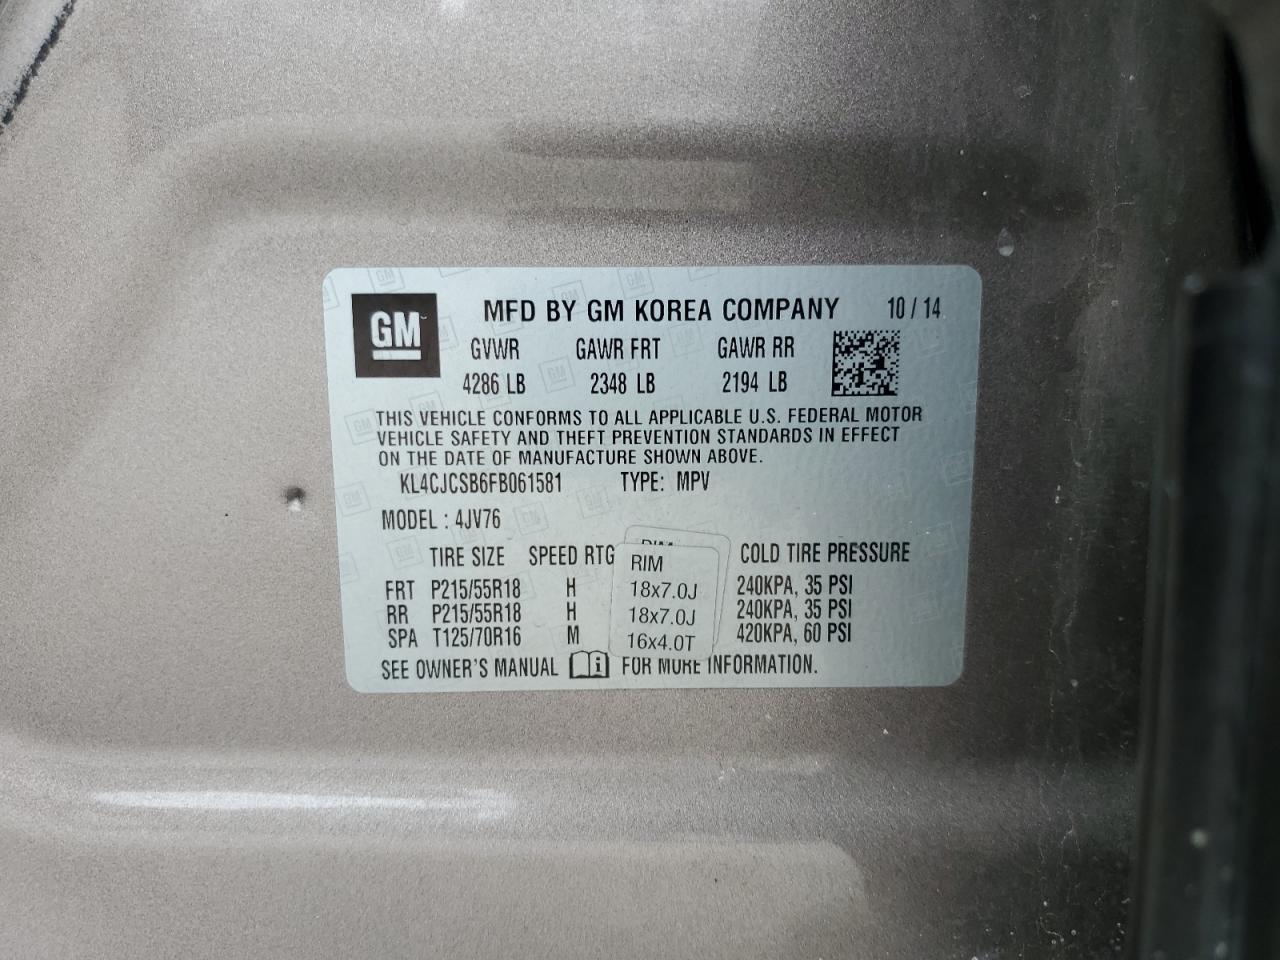 GM
MFD BY GM KOREA COMPANY 10 / 14
GVWR GAWR FRT GAWR RR
4286 LB 2348 LB 2194 LB
THIS VEHICLE CONFORMS TO ALL APPLICABLE U.S. FEDERAL MOTOR
VEHICLE SAFETY AND THEFT PREVENTION STANDARDS IN EFFECT
ON THE DATE OF MANUFACTURE SHOWN ABOVE.
KL4CJCSB6FB061581 TYPE: MPV
MODEL : 4JV76
TIRE SIZE SPEED RTG RIM COLD TIRE PRESSURE
FRT P215/55R18 H 18x7.0J 240KPA, 35 PSI
RR P215/55R18 H 18x7.0J 240KPA, 35 PSI
SPA T125/70R16 M 16x4.0T 420KPA, 60 PSI
SEE OWNER'S MANUAL FOR MORE INFORMATION.